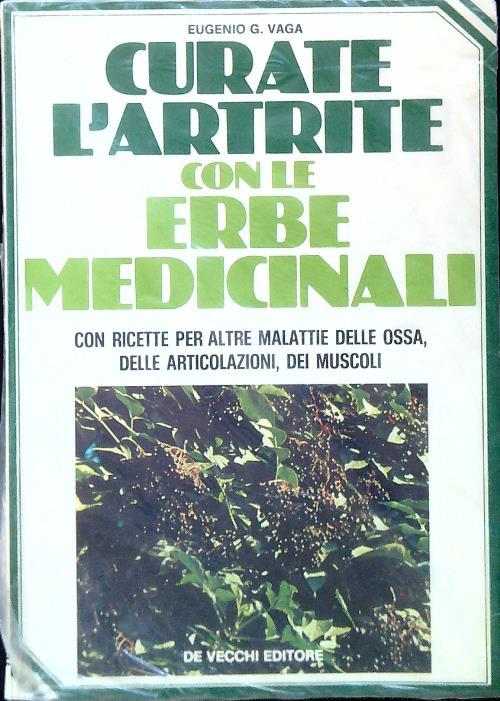 EUGENIO G. VAGA
CURATE
L'ARTRITE
CON LE
ERBE
MEDICINALI
CON RICETTE PER ALTRE MALATTIE DELLE OSSA,
DELLE ARTICOLAZIONI, DEI MUSCOLI
DE VECCHI EDITORE